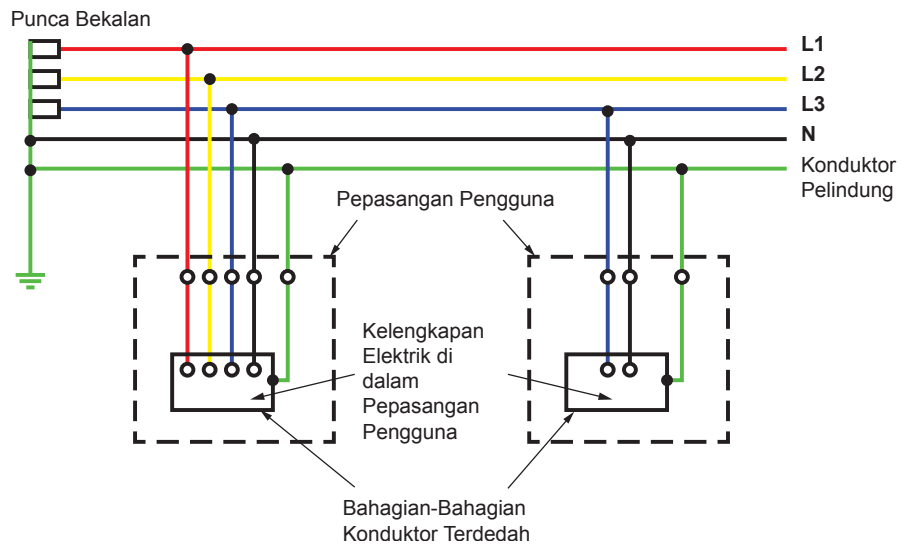 Punca Bekalan
L1
L2
L3
N
Konduktor
Pelindung
Pepasangan Pengguna
Kelengkapan
Elektrik di
dalam
Pepasangan
Pengguna
Bahagian-Bahagian
Konduktor Terdedah